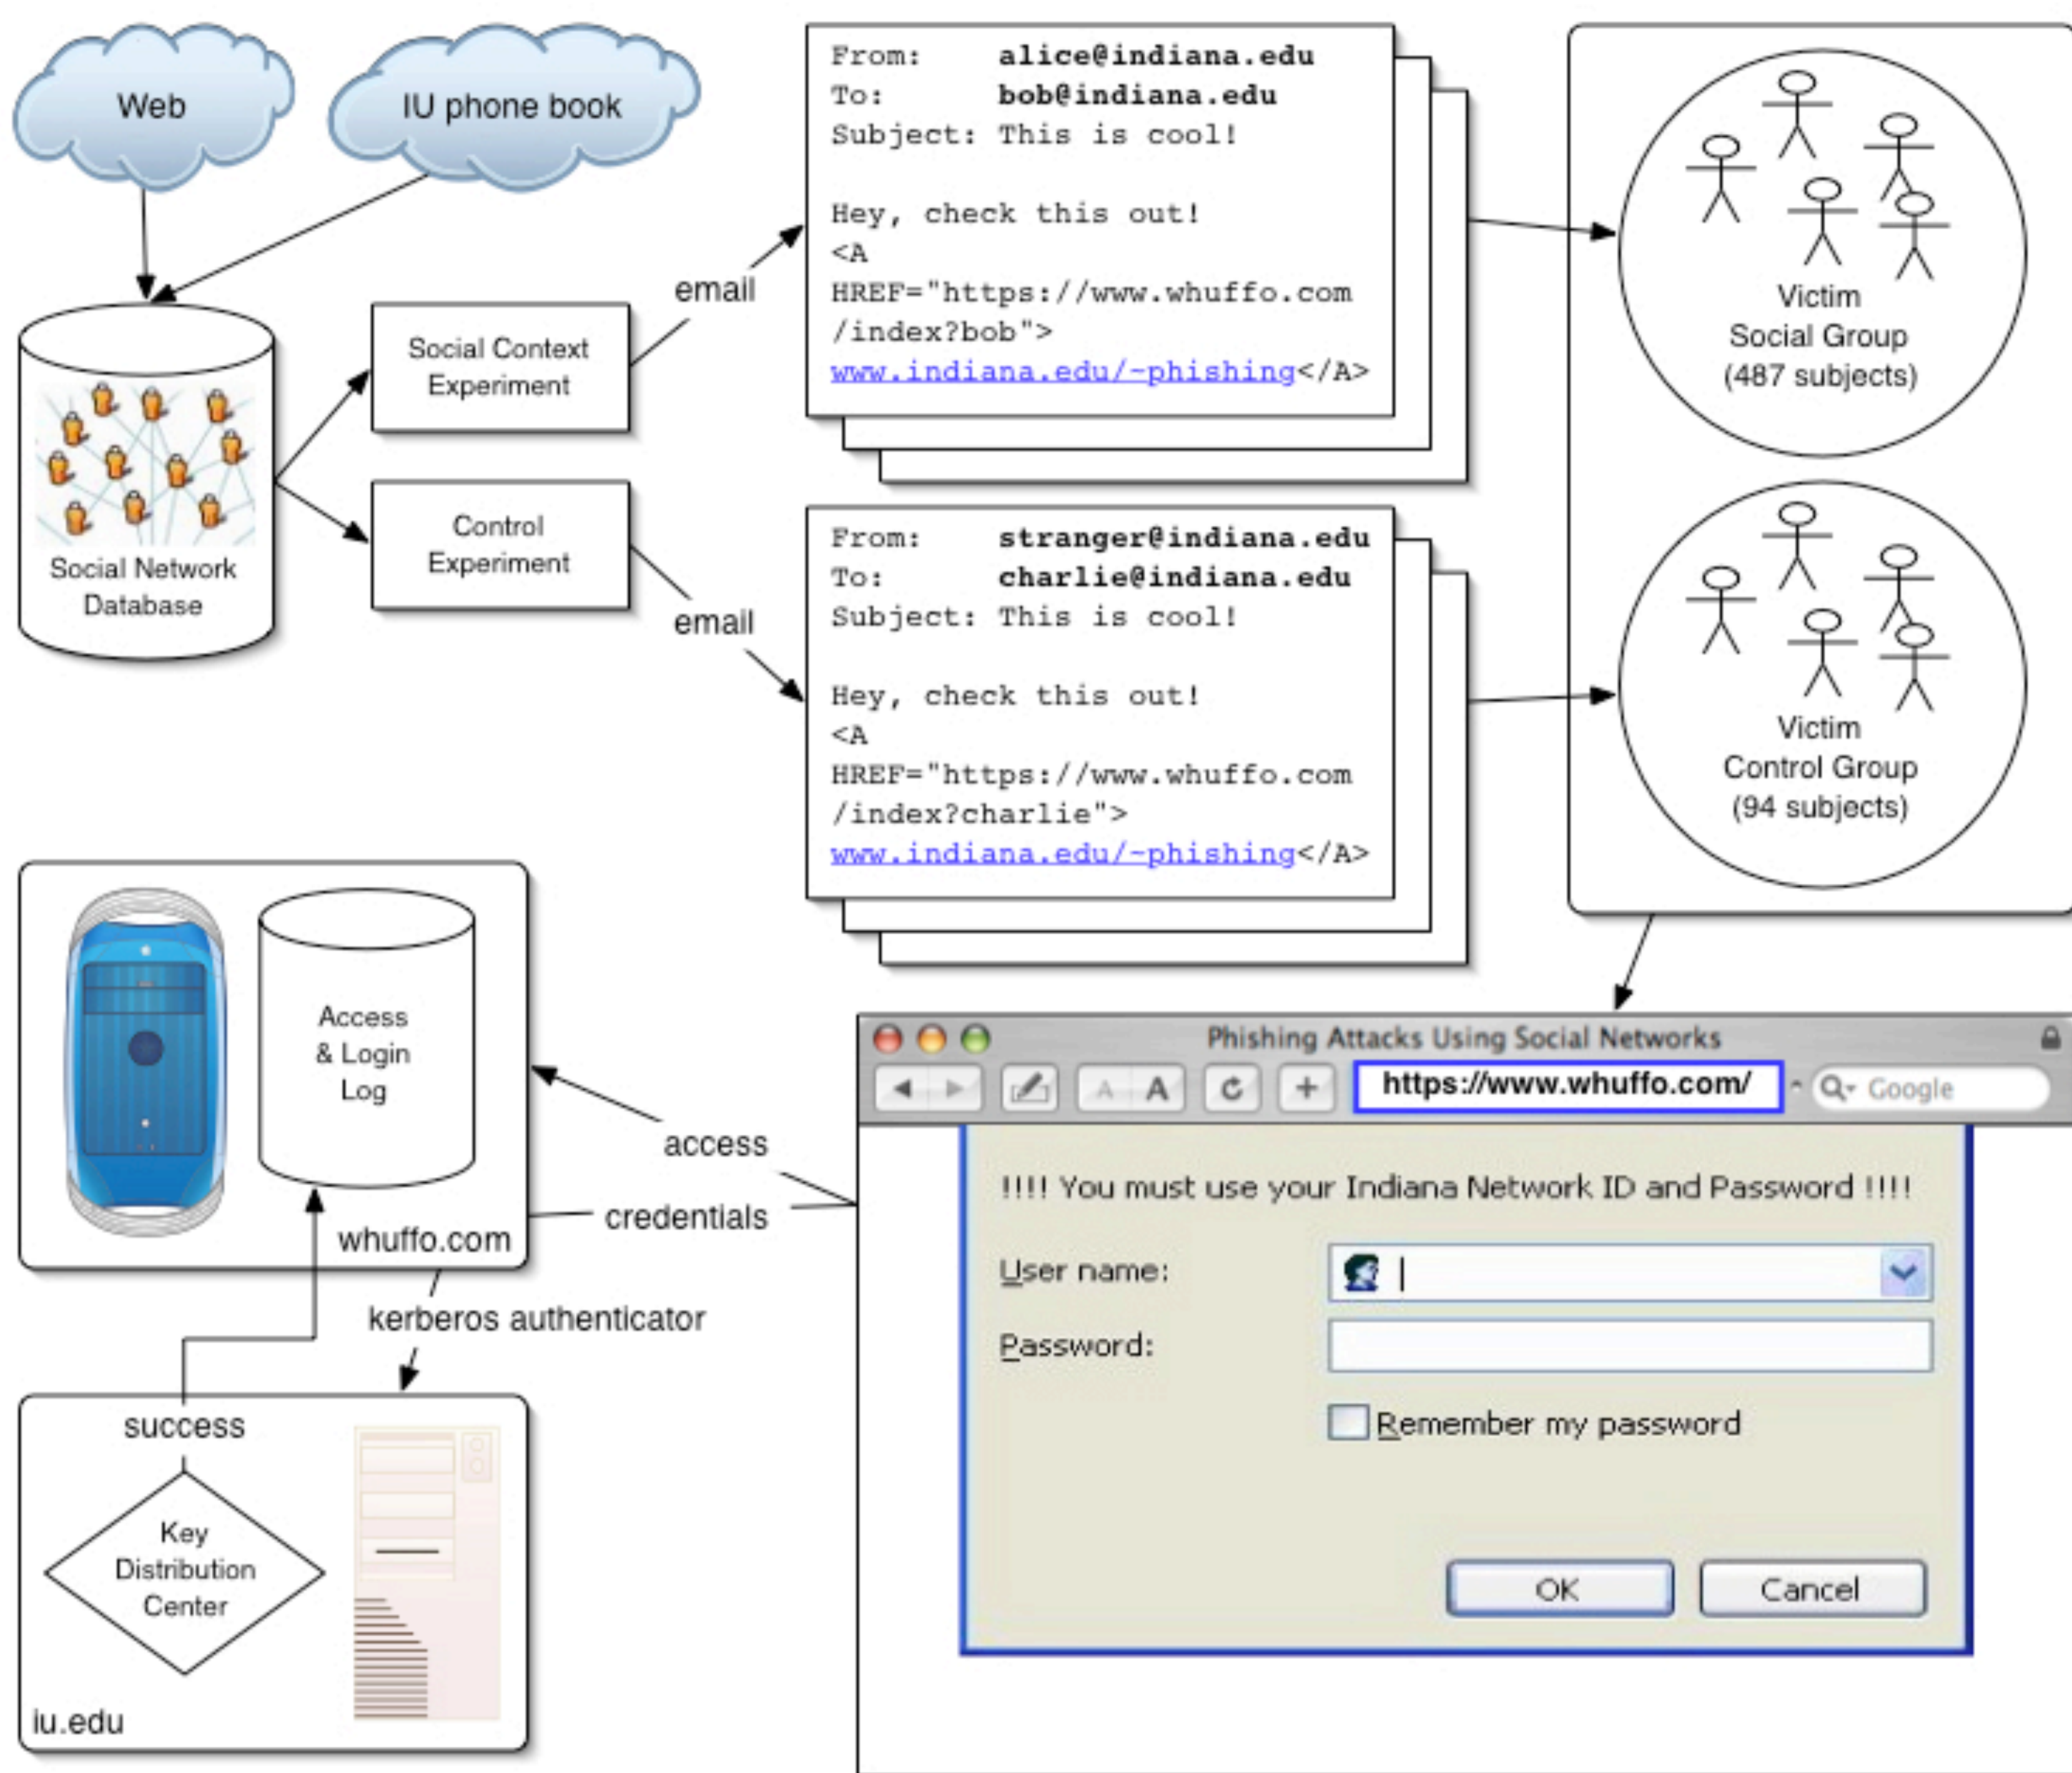 Web
IU phone book
Social Network
Database
Social Context
Experiment
Control
Experiment
email
email
From: alice@indiana.edu
To: bob@indiana.edu
Subject: This is cool!
Hey, check this out!
<A
HREF="https://www.whuffo.com
/index?bob">
www.indiana.edu/~phishing</A>
From: stranger@indiana.edu
To: charlie@indiana.edu
Subject: This is cool!
Hey, check this out!
<A
HREF="https://www.whuffo.com
/index?charlie">
www.indiana.edu/~phishing</A>
Victim
Social Group
(487 subjects)
Victim
Control Group
(94 subjects)
Phishing Attacks Using Social Networks
A A https://www.whuffo.com/ Google
!!!! You must use your Indiana Network ID and Password !!!!
User name:
Password:
Remember my password
OK Cancel
access
credentials
Access
& Login
Log
whuffo.com
kerberos authenticator
success
Key
Distribution
Center
iu.edu